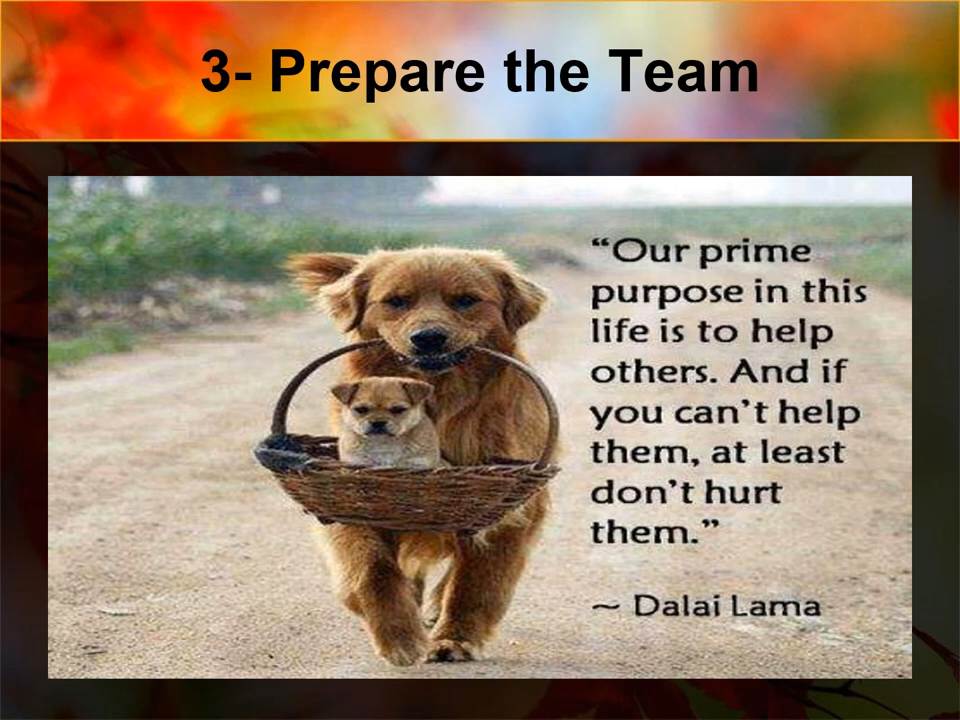 3- Prepare the Team
“Our prime
purpose in this
life is to help
others. And if
you can’t help
them, at least
don’t hurt
them.”
~ Dalai Lama